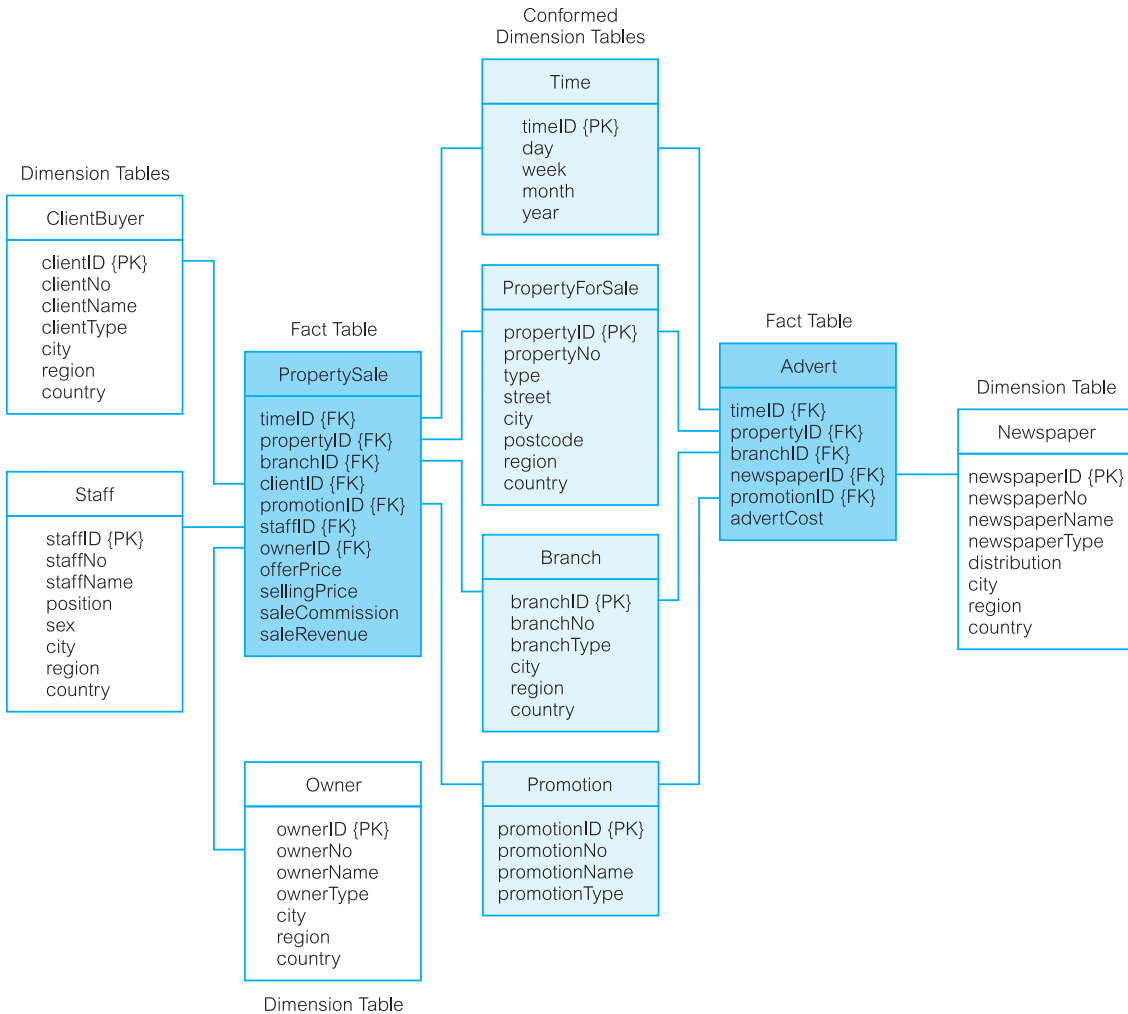 Conformed
Dimension Tables
Time
timeID {PK}
day
week
month
year
Dimension Tables
ClientBuyer
clientID {PK}
clientNo
clientName
clientType
city
region
country
Staff
staffID {PK}
staffNo
staffName
position
sex
city
region
country
Fact Table
PropertySale
timeID {FK}
propertyID {FK}
branchID {FK}
clientID {FK}
promotionID {FK}
staffID {FK}
ownerID {FK}
offerPrice
sellingPrice
saleCommission
saleRevenue
Owner
ownerID {PK}
ownerNo
ownerName
ownerType
city
region
country
Dimension Table
PropertyForSale
propertyID {PK}
propertyNo
type
street
city
postcode
region
country
Branch
branchID {PK}
branchNo
branchType
city
region
country
Promotion
promotionID {PK}
promotionNo
promotionName
promotionType
Fact Table
Advert
timeID {FK}
propertyID {FK}
branchID {FK}
newspaperID {FK}
promotionID {FK}
advertCost
Dimension Table
Newspaper
newspaperID {PK}
newspaperNo
newspaperName
newspaperType
distribution
city
region
country